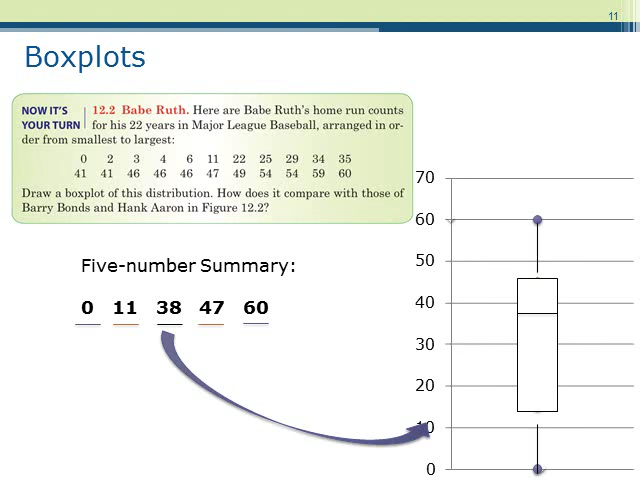 11
Boxplots
NOW IT'S YOUR TURN
12.2 Babe Ruth. Here are Babe Ruth's home run counts
for his 22 years in Major League Baseball, arranged in or-
der from smallest to largest:
0 2 3 4 6 11 22 25 29 34 35
41 41 46 46 46 47 49 54 54 59 60
Draw a boxplot of this distribution. How does it compare with those of
Barry Bonds and Hank Aaron in Figure 12.2?
Five-number Summary:
0 11 38 47 60
70
60
50
40
30
20
10
0